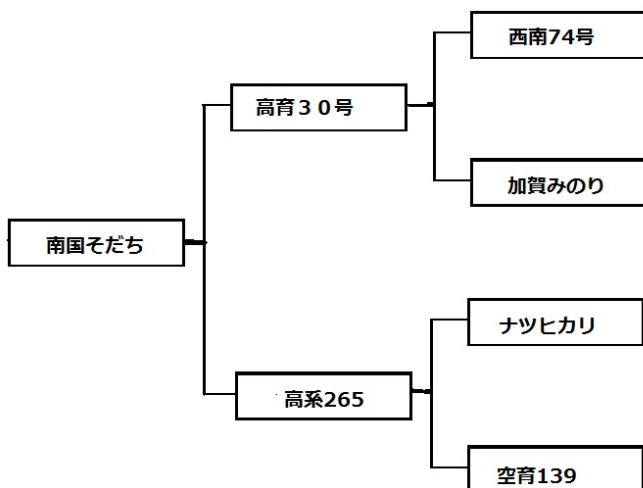 西南74号
高育３０号
加賀みのり
南国そだち
ナツヒカリ
高系265
空育139